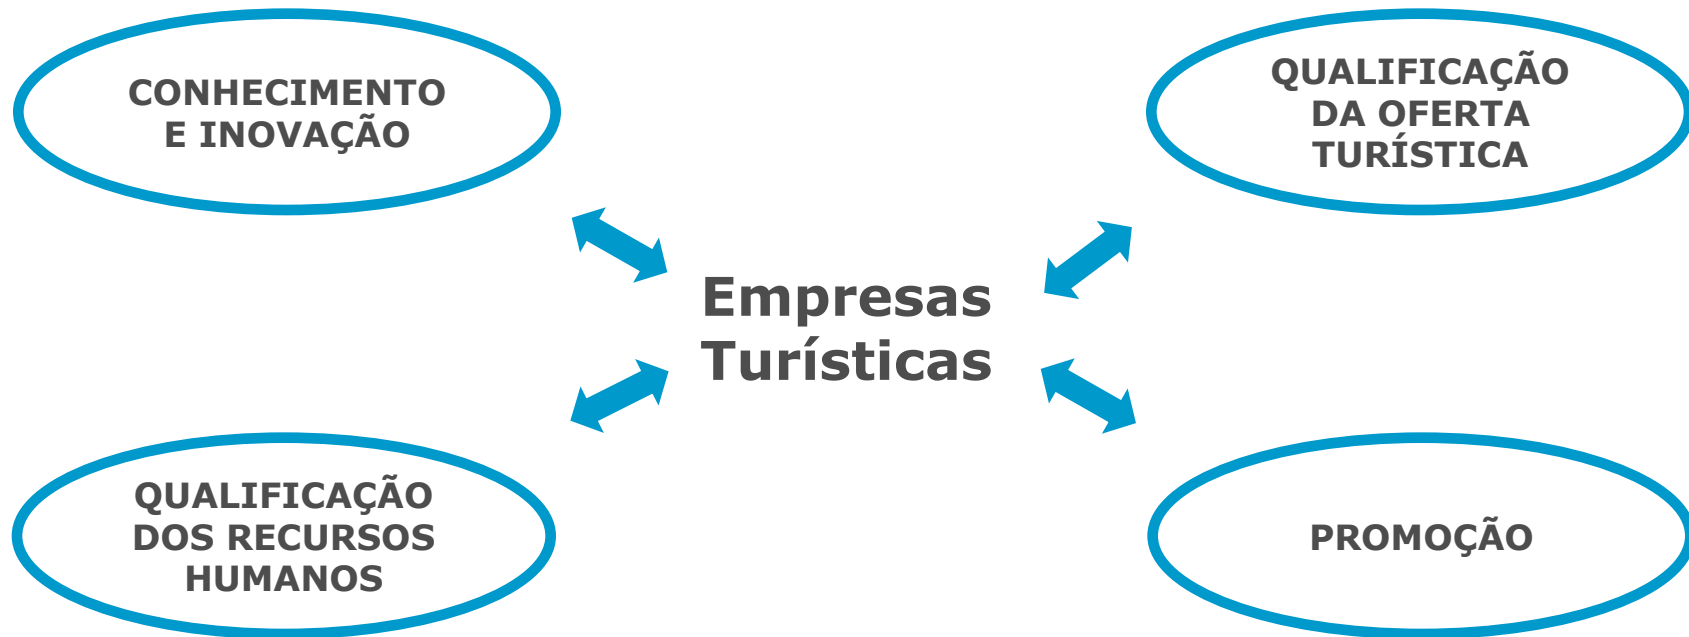 CONHECIMENTO
E INOVAÇÃO
QUALIFICAÇÃO
DA OFERTA
TURÍSTICA
Empresas
Turísticas
QUALIFICAÇÃO
DOS RECURSOS
HUMANOS
PROMOÇÃO